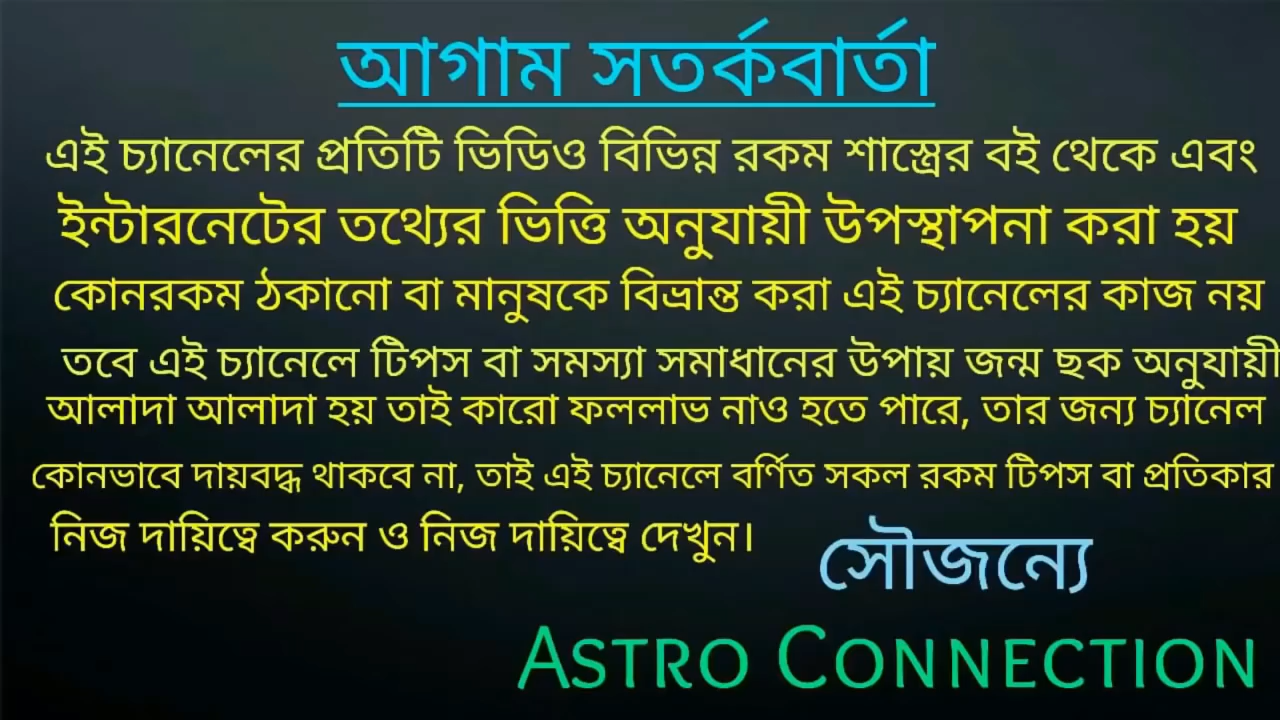 আগাম সতর্কবার্তা
এই চ্যানেলের প্রতিটি ভিডিও বিভিন্ন রকম শাস্ত্রের বই থেকে এবং
ইন্টারনেটের তথ্যের ভিত্তি অনুযায়ী উপস্থাপনা করা হয়
কোনরকম ঠকানো বা মানুষকে বিভ্রান্ত করা এই চ্যানেলের কাজ নয়
তবে এই চ্যানেলে টিপস বা সমস্যা সমাধানের উপায় জন্ম ছক অনুযায়ী
আলাদা আলাদা হয় তাই কারো ফললাভ নাও হতে পারে, তার জন্য চ্যানেল
কোনভাবে দায়বদ্ধ থাকবে না, তাই এই চ্যানেলে বর্ণিত সকল রকম টিপস বা প্রতিকার
নিজ দায়িত্বে করুন ও নিজ দায়িত্বে দেখুন।
সৌজন্যে
ASTRO CONNECTION